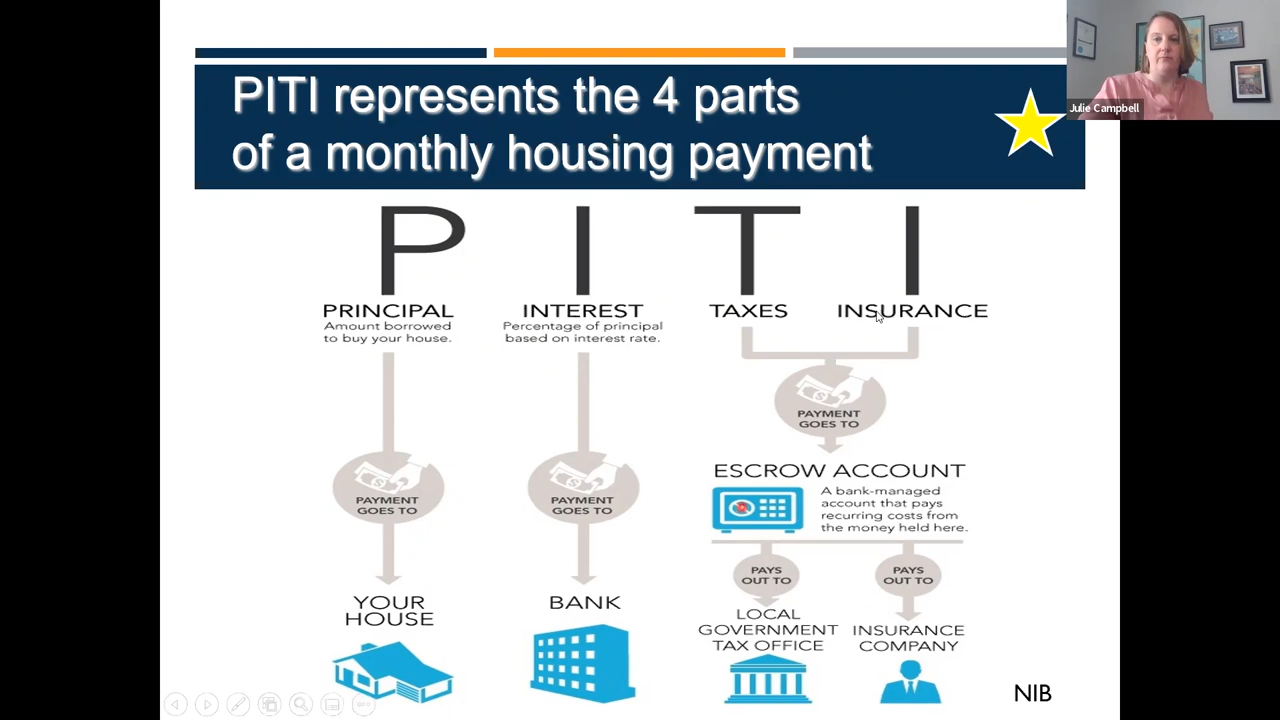 PITI represents the 4 parts
of a monthly housing payment
Julie Campbell
P I T I
PRINCIPAL
Amount borrowed
to buy your house.
INTEREST
Percentage of principal
based on interest rate.
TAXES
INSURANCE
PAYMENT
GOES TO
PAYMENT
GOES TO
PAYMENT
GOES TO
ESCROW ACCOUNT
A bank-managed
account that pays
recurring costs from
the money held here.
PAYS
OUT TO
PAYS
OUT TO
YOUR
HOUSE
BANK
LOCAL
GOVERNMENT
TAX OFFICE
INSURANCE
COMPANY
NIB